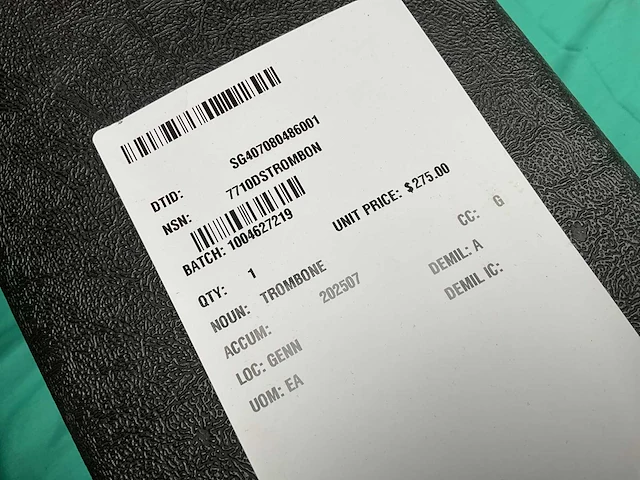 DTID: SG407080486001
NSN: 7710DSTROMBON
BATCH: 1004627219 UNIT PRICE: $275.00
QTY: 1 CC: G
NOUN: TROMBONE DEMIL: A
ACCUM: 202507 DEMIL IC:
LOC: GENN
UOM: EA